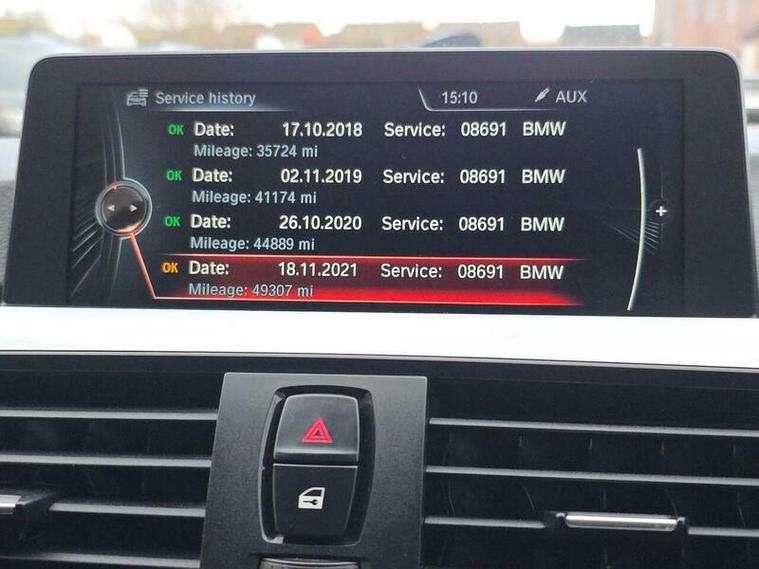 Service history 15:10 AUX
OK Date: 17.10.2018 Service: 08691 BMW
Mileage: 35724 mi
OK Date: 02.11.2019 Service: 08691 BMW
Mileage: 41174 mi
OK Date: 26.10.2020 Service: 08691 BMW
Mileage: 44889 mi
OK Date: 18.11.2021 Service: 08691 BMW
Mileage: 49307 mi